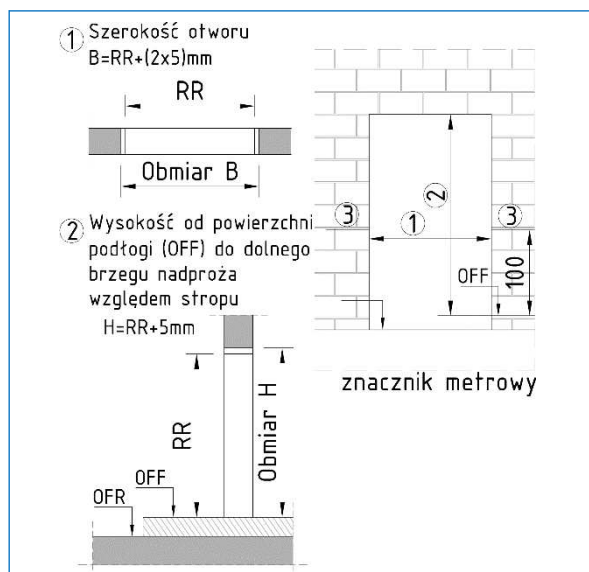 1 Szerokość otworu
B=RR+(2x5)mm
RR
Obmiar B
2 Wysokość od powierzchni
podłogi (OFF) do dolnego
brzegu nadproża
względem stropu
H=RR+5mm
RR
Obmiar H
OFF
OFR
3
1
2
3
OFF
100
znacznik metrowy